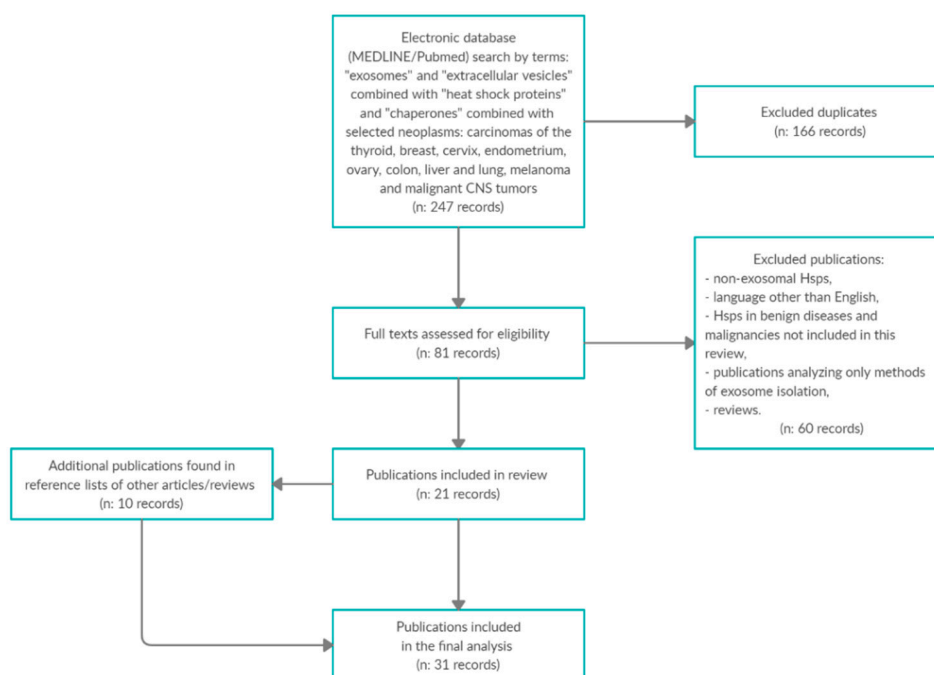 Electronic database
(MEDLINE/Pubmed) search by terms:
"exosomes" and "extracellular vesicles"
combined with "heat shock proteins"
and "chaperones" combined with
selected neoplasms: carcinomas of the
thyroid, breast, cervix, endometrium,
ovary, colon, liver and lung, melanoma
and malignant CNS tumors
(n: 247 records)
Excluded duplicates
(n: 166 records)
Excluded publications:
- non-exosomal Hsps,
- language other than English,
- Hsps in benign diseases and
malignancies not included in this
review,
- publications analyzing only methods
of exosome isolation,
- reviews.
(n: 60 records)
Full texts assessed for eligibility
(n: 81 records)
Additional publications found in
reference lists of other articles/reviews
(n: 10 records)
Publications included in review
(n: 21 records)
Publications included
in the final analysis
(n: 31 records)